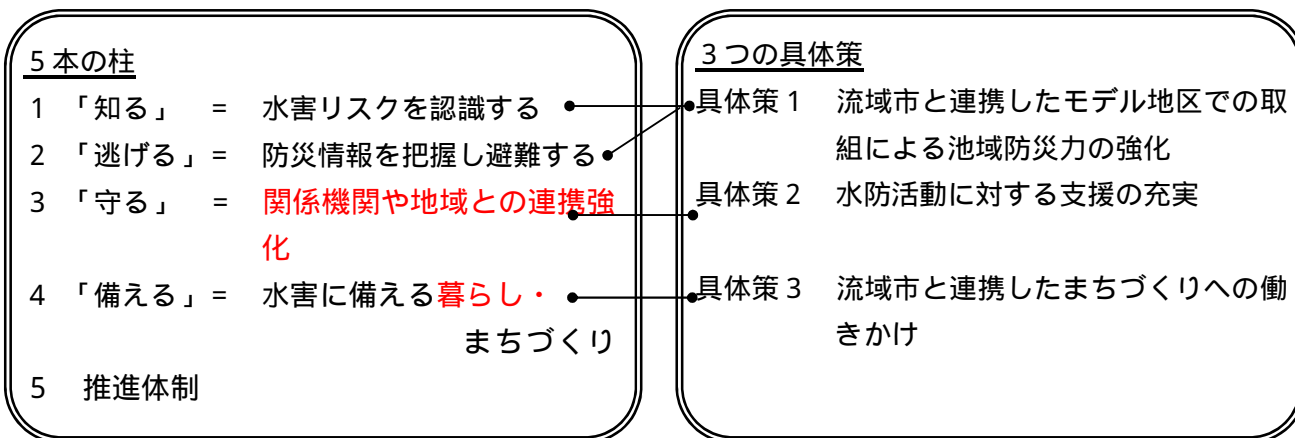 5本の柱
1 「知る」 = 水害リスクを認識する
2 「逃げる」= 防災情報を把握し避難する
3 「守る」 = 関係機関や地域との連携強
化
4 「備える」= 水害に備える暮らし・
まちづくり
5 推進体制
3つの具体策
具体策1 流域市と連携したモデル地区での取
組による池域防災力の強化
具体策2 水防活動に対する支援の充実
具体策3 流域市と連携したまちづくりへの働
きかけ